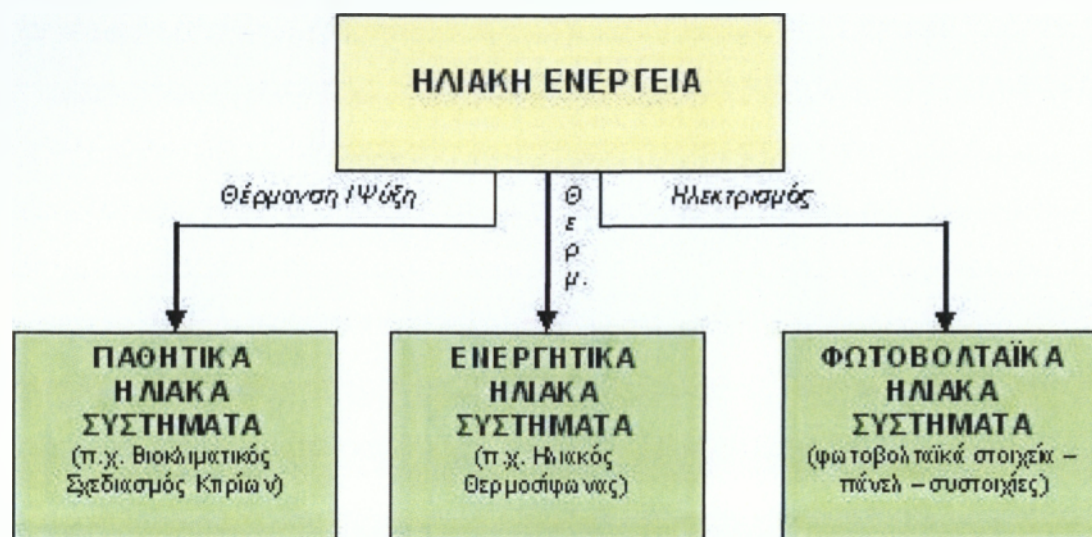 ΗΛΙΑΚΗ ΕΝΕΡΓΕΙΑ
Θέρμανση /Ψύξη
Θερμ.
Ηλεκτρισμός
ΠΑΘΗΤΙΚΑ
ΗΛΙΑΚΑ
ΣΥΣΤΗΜΑΤΑ
(π.χ. Βιοκλιματικός
Σχεδιασμός Κτιρίων)
ΕΝΕΡΓΗΤΙΚΑ
ΗΛΙΑΚΑ
ΣΥΣΤΗΜΑΤΑ
(π.χ. Ηλιακός
Θερμοσίφωνας)
ΦΩΤΟΒΟΛΤΑΪΚΑ
ΗΛΙΑΚΑ
ΣΥΣΤΗΜΑΤΑ
(φωτοβολταϊκά στοιχεία –
πάνελ – συστοιχίες)